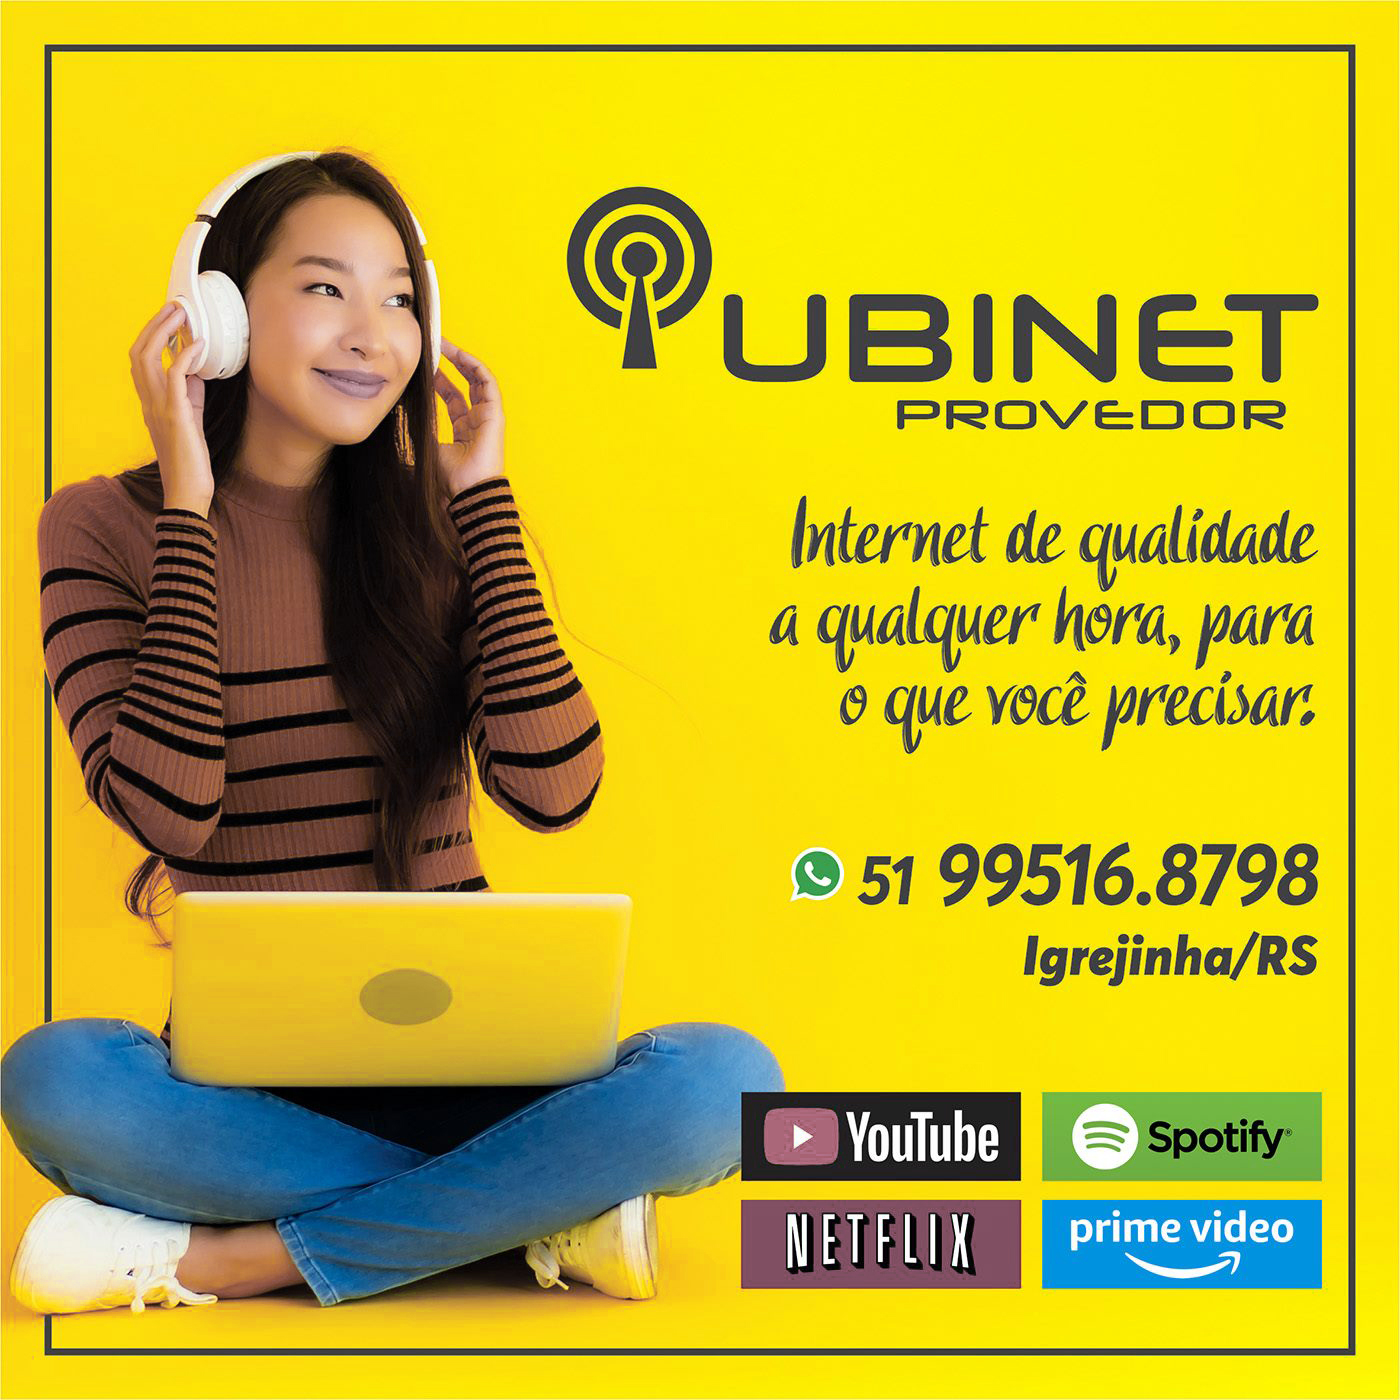 UBINET
PROVEDOR
Internet de qualidade
a qualquer hora, para
o que você precisar.
51 99516.8798
Igrejinha/RS
YouTube
Spotify®
NETFLIX
prime video